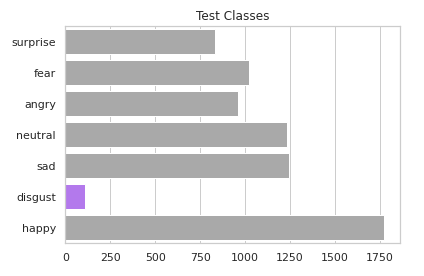 Test Classes
surprise
fear
angry
neutral
sad
disgust
happy
0 250 500 750 1000 1250 1500 1750